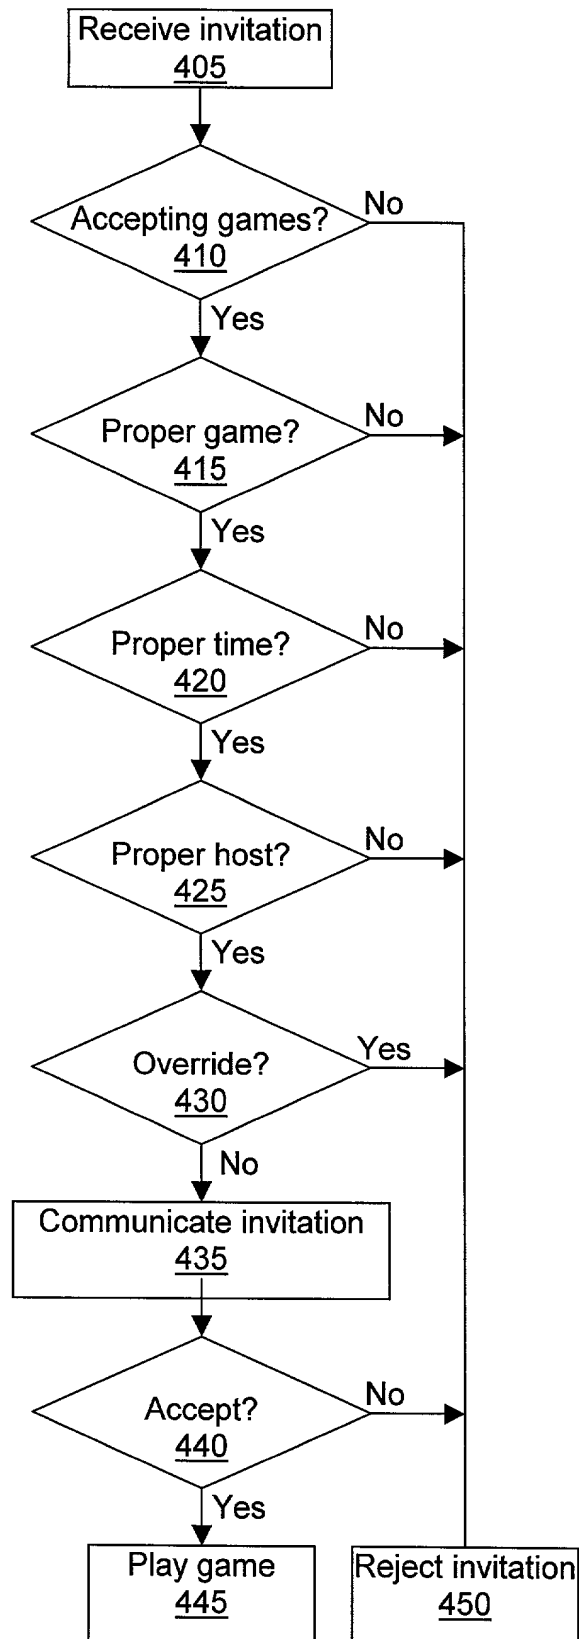 Receive invitation
405
Accepting games?
410
No
Yes
Proper game?
415
No
Yes
Proper time?
420
No
Yes
Proper host?
425
No
Yes
Override?
430
Yes
No
Communicate invitation
435
Accept?
440
No
Yes
Play game
445
Reject invitation
450